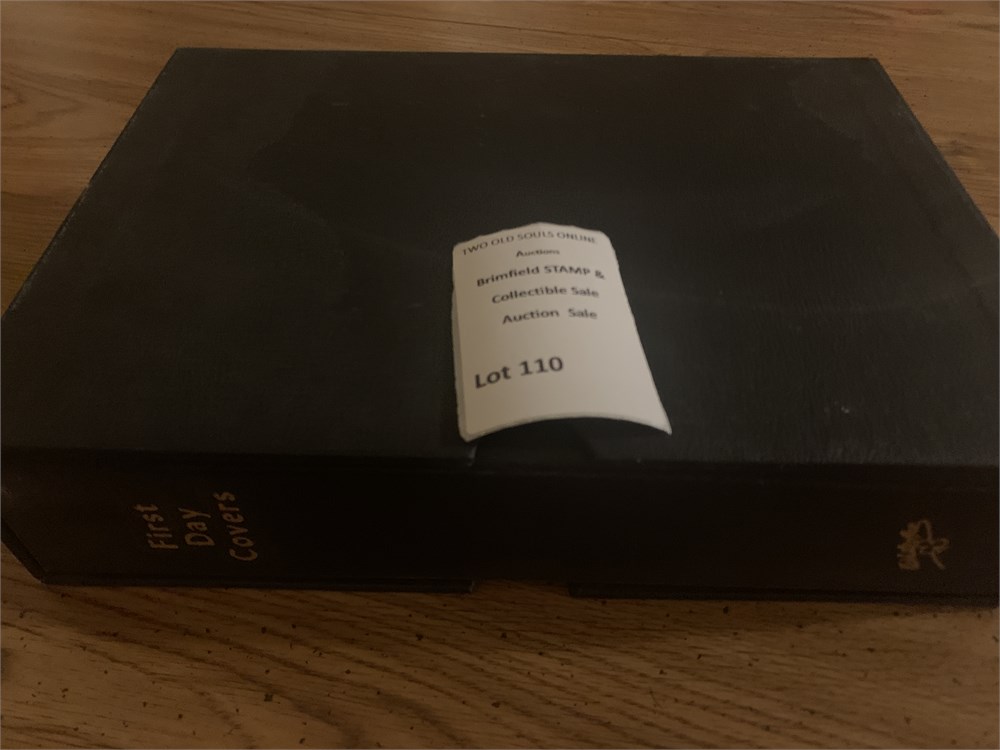 TWO OLD SOULS ONLINE
Auctions
Brimfield STAMP &
Collectible Sale
Auction Sale
Lot 110
First
Day
Covers